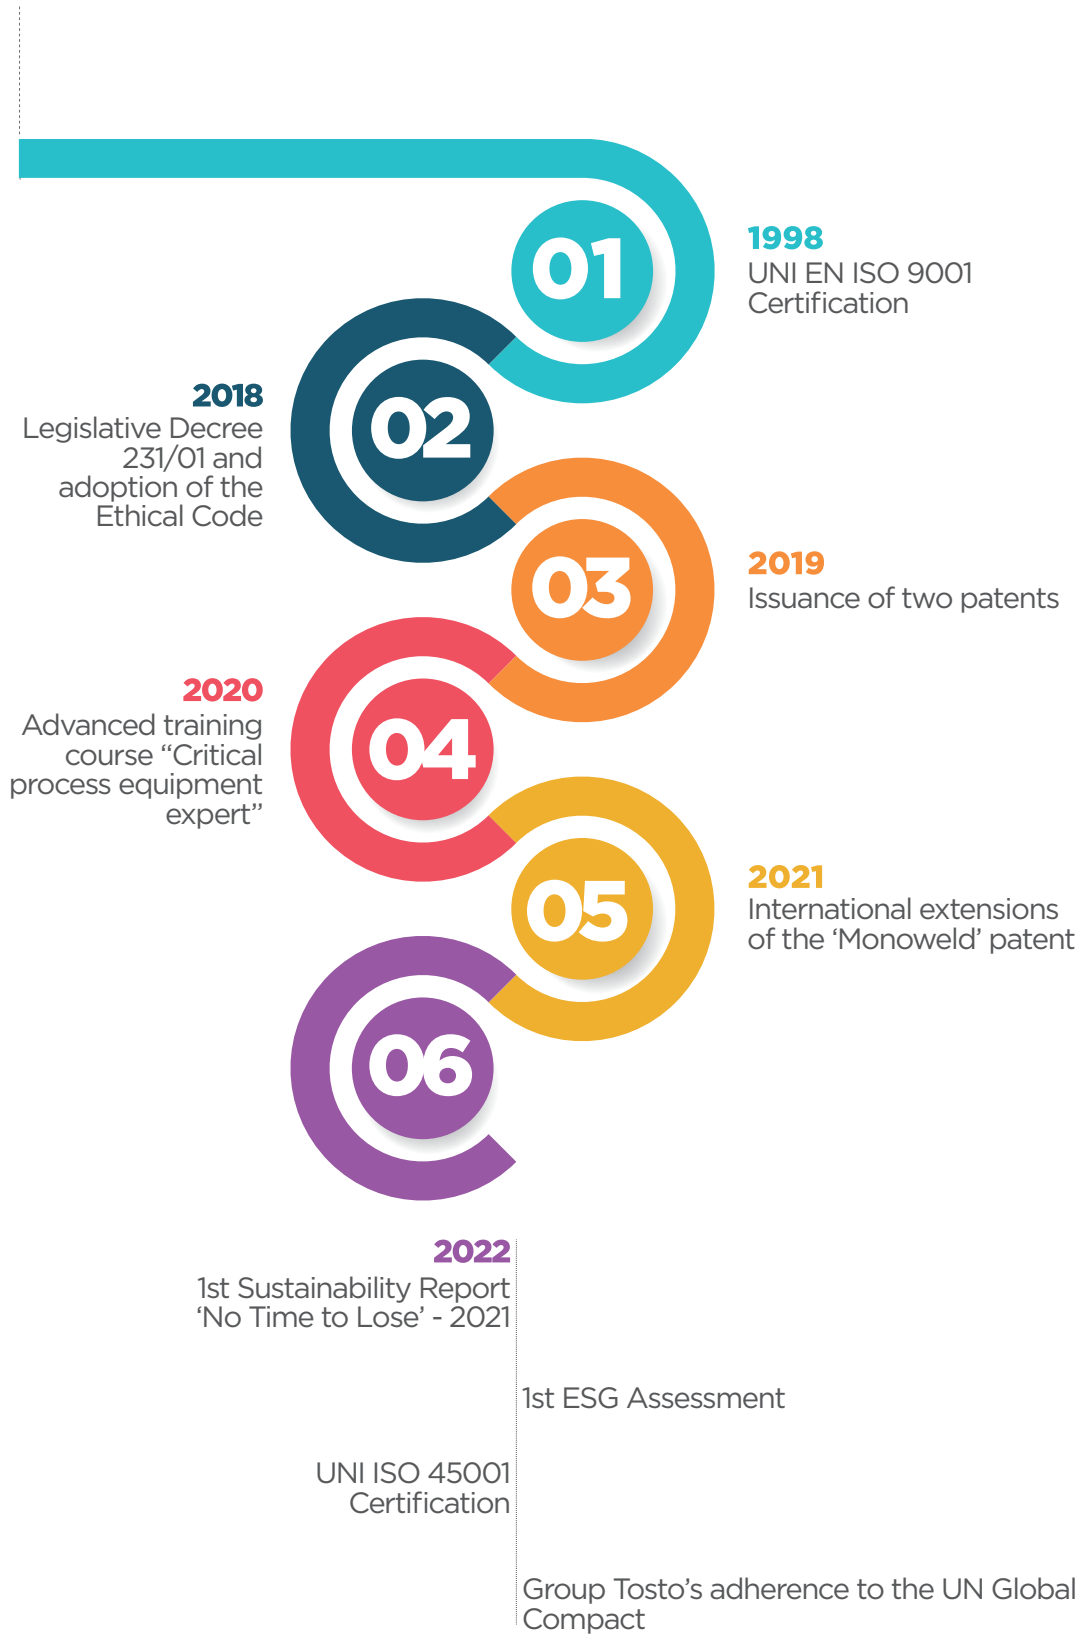 01
1998
UNI EN ISO 9001
Certification
02
2018
Legislative Decree
231/01 and
adoption of the
Ethical Code
03
2019
Issuance of two patents
04
2020
Advanced training
course “Critical
process equipment
expert”
05
2021
International extensions
of the ‘Monoweld’ patent
06
2022
1st Sustainability Report
‘No Time to Lose’ - 2021
1st ESG Assessment
UNI ISO 45001
Certification
Group Tosto’s adherence to the UN Global
Compact